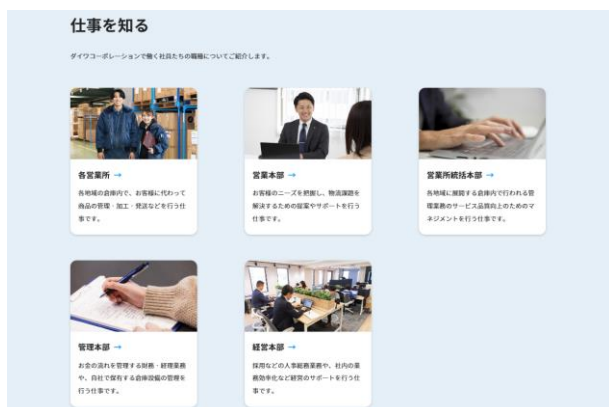 仕事を知る
ダイワコーポレーションで働く社員たちの職種についてご紹介します。
各営業所 →
各地域の倉庫内で、お客様に代わって
商品の管理・加工・発送などを行う仕
事です。
営業本部 →
お客様のニーズを把握し、物流課題を
解決するための提案やサポートを行う
仕事です。
営業所統括本部 →
各地域に展開する倉庫内で行われる管
理業務のサービス品質向上のためのマ
ネジメントを行う仕事です。
管理本部 →
お金の流れを管理する財務・経理業務
や、自社で保有する倉庫設備の管理を
行う仕事です。
経営本部 →
採用などの人事総務業務や、社内の業
務効率化など経営のサポートを行う仕
事です。